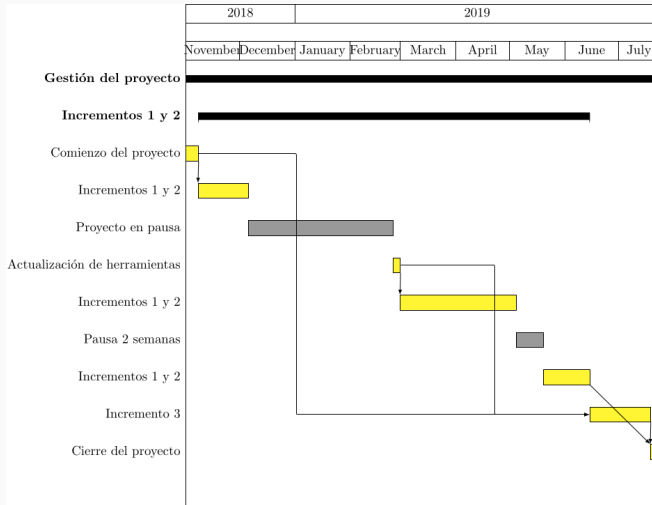 2018 2019
November December January February March April May June July
Gestión del proyecto
Incrementos 1 y 2
Comienzo del proyecto
Incrementos 1 y 2
Proyecto en pausa
Actualización de herramientas
Incrementos 1 y 2
Pausa 2 semanas
Incrementos 1 y 2
Incremento 3
Cierre del proyecto